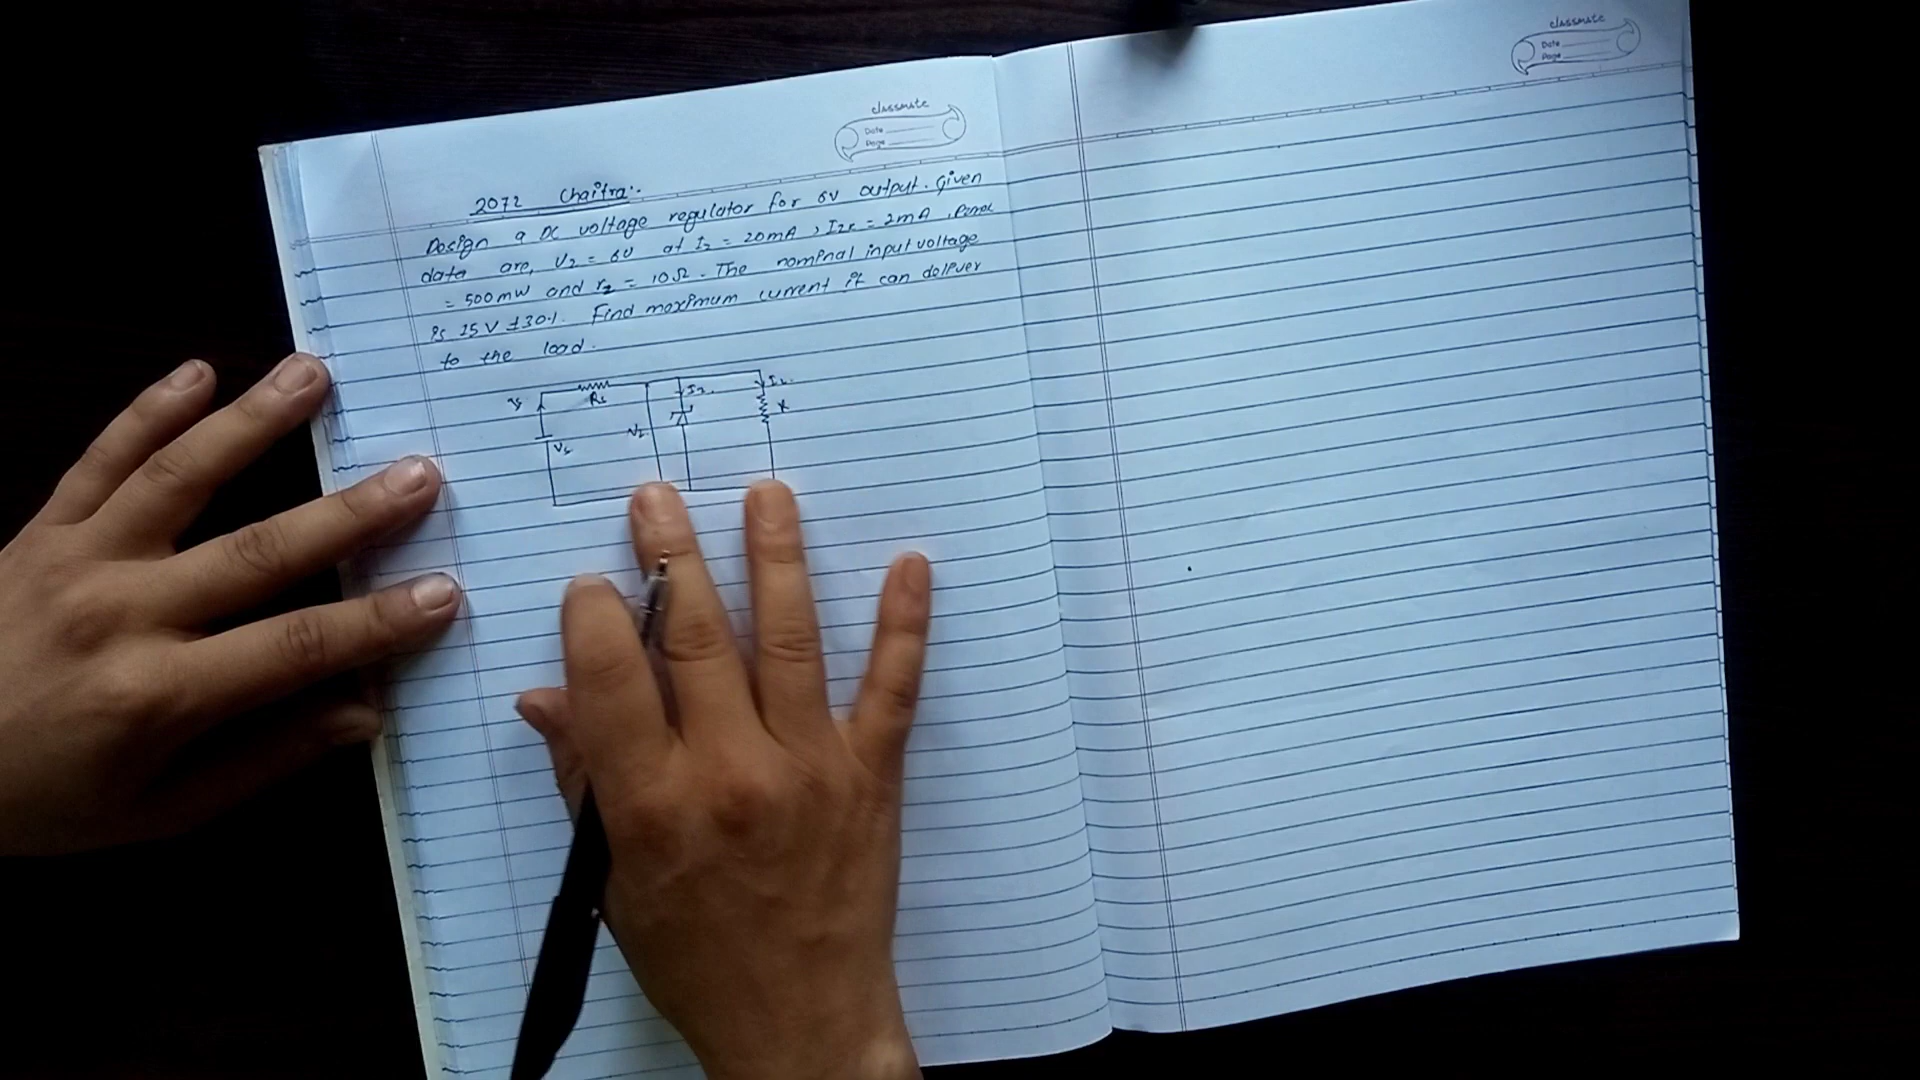 classmate
Date
Page
classmate
Date
Page
2072 Chaitra:
Design a DC voltage regulator for 6V output. Given
data are, Vz = 6V at Iz = 20mA, Izk = 2mA,
= 500mW and rz = 10Ω. The nominal input voltage
is 15V ±30%. Find maximum current it can deliver
to the load.
Rs
Iz
IL
Vs
Vz